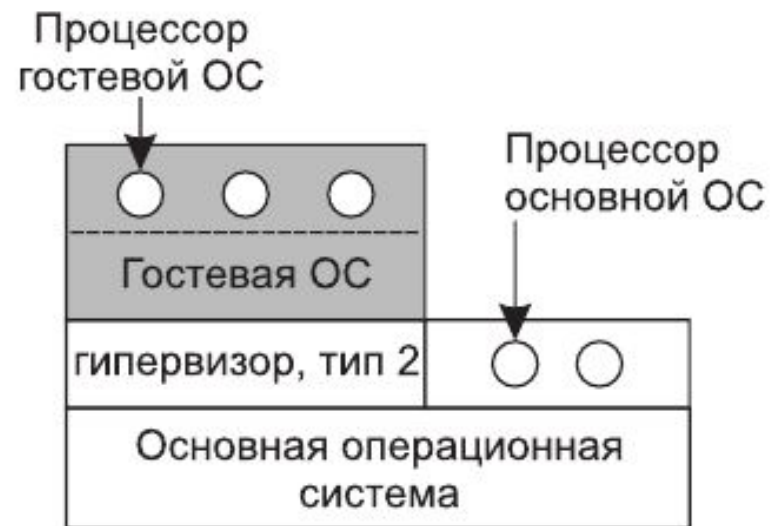 Процессор
гостевой ОС
Процессор
основной ОС
Гостевая ОС
гипервизор, тип 2
Основная операционная
система